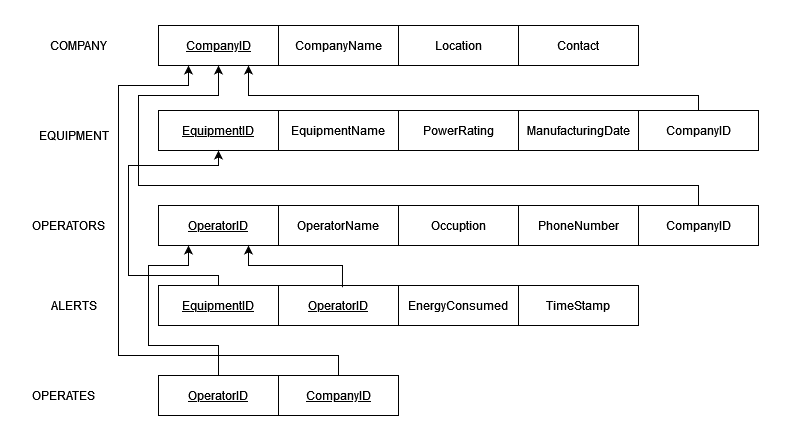 COMPANY CompanyID CompanyName Location Contact
EQUIPMENT EquipmentID EquipmentName PowerRating ManufacturingDate CompanyID
OPERATORS OperatorID OperatorName Occuption PhoneNumber CompanyID
ALERTS EquipmentID OperatorID EnergyConsumed TimeStamp
OPERATES OperatorID CompanyID